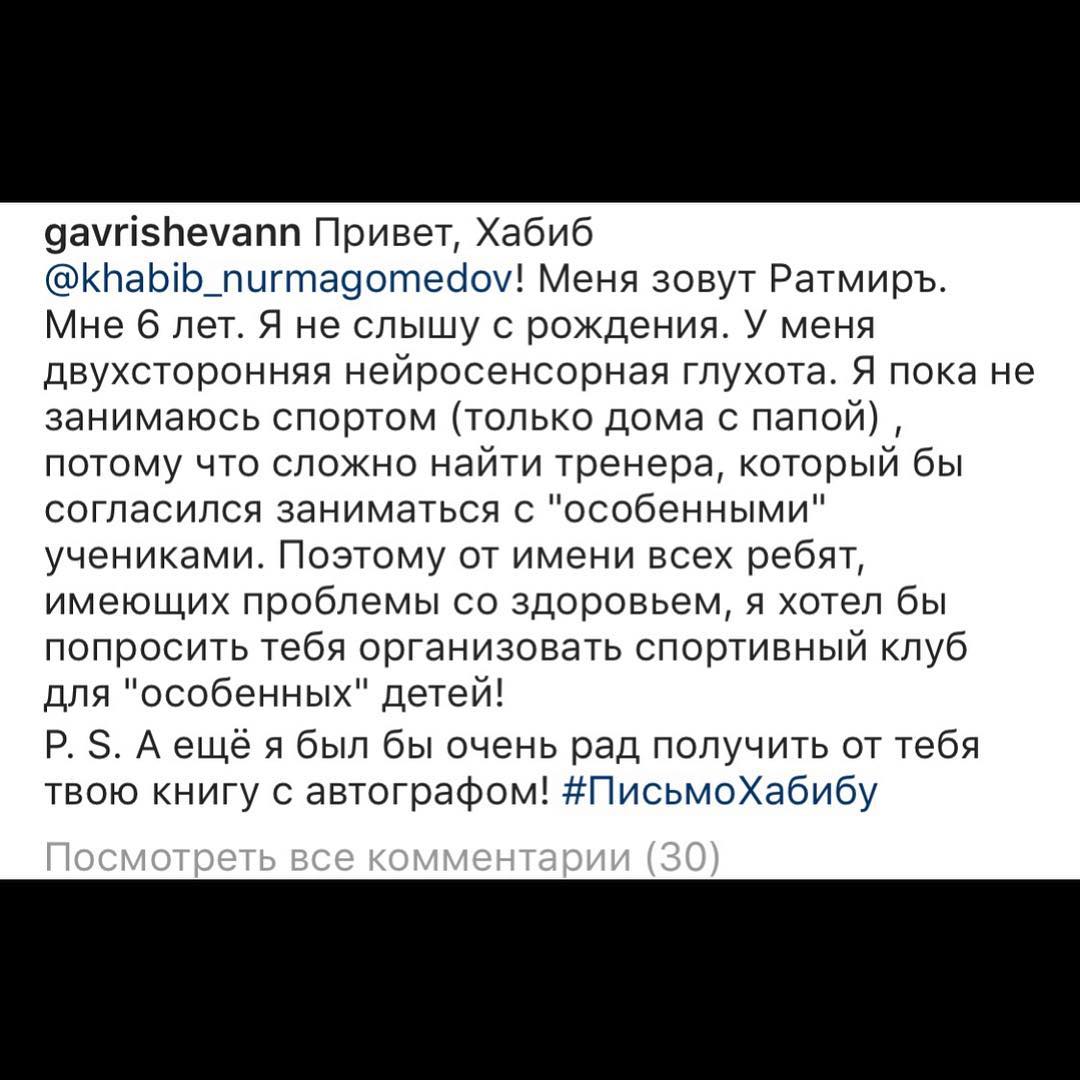 gavrishevann Привет, Хабиб
@khabib_nurmagomedov! Меня зовут Ратмиръ.
Мне 6 лет. Я не слышу с рождения. У меня
двухсторонняя нейросенсорная глухота. Я пока не
занимаюсь спортом (только дома с папой) ,
потому что сложно найти тренера, который бы
согласился заниматься с "особенными"
учениками. Поэтому от имени всех ребят,
имеющих проблемы со здоровьем, я хотел бы
попросить тебя организовать спортивный клуб
для "особенных" детей!
P. S. А ещё я был бы очень рад получить от тебя
твою книгу с автографом! #ПисьмоХабибу
Посмотреть все комментарии (30)